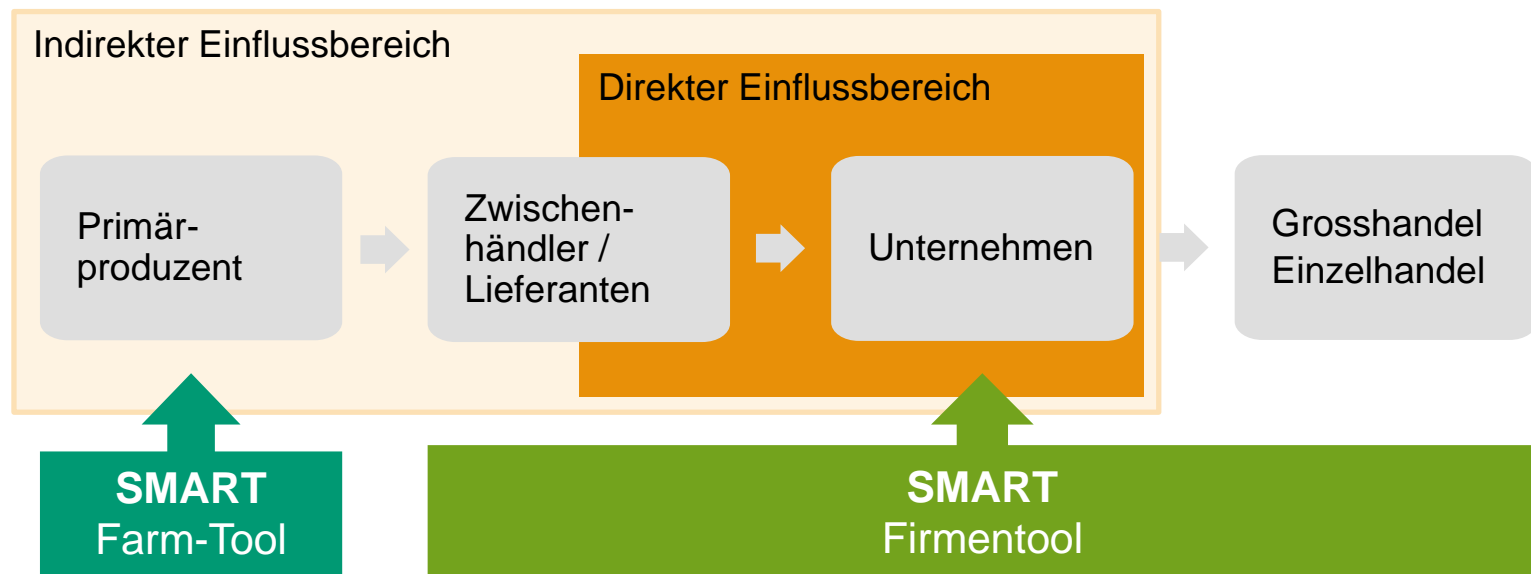 Indirekter Einflussbereich
Direkter Einflussbereich
Primär-
produzent
Zwischen-
händler /
Lieferanten
Unternehmen
Grosshandel
Einzelhandel
SMART
Farm-Tool
SMART
Firmentool